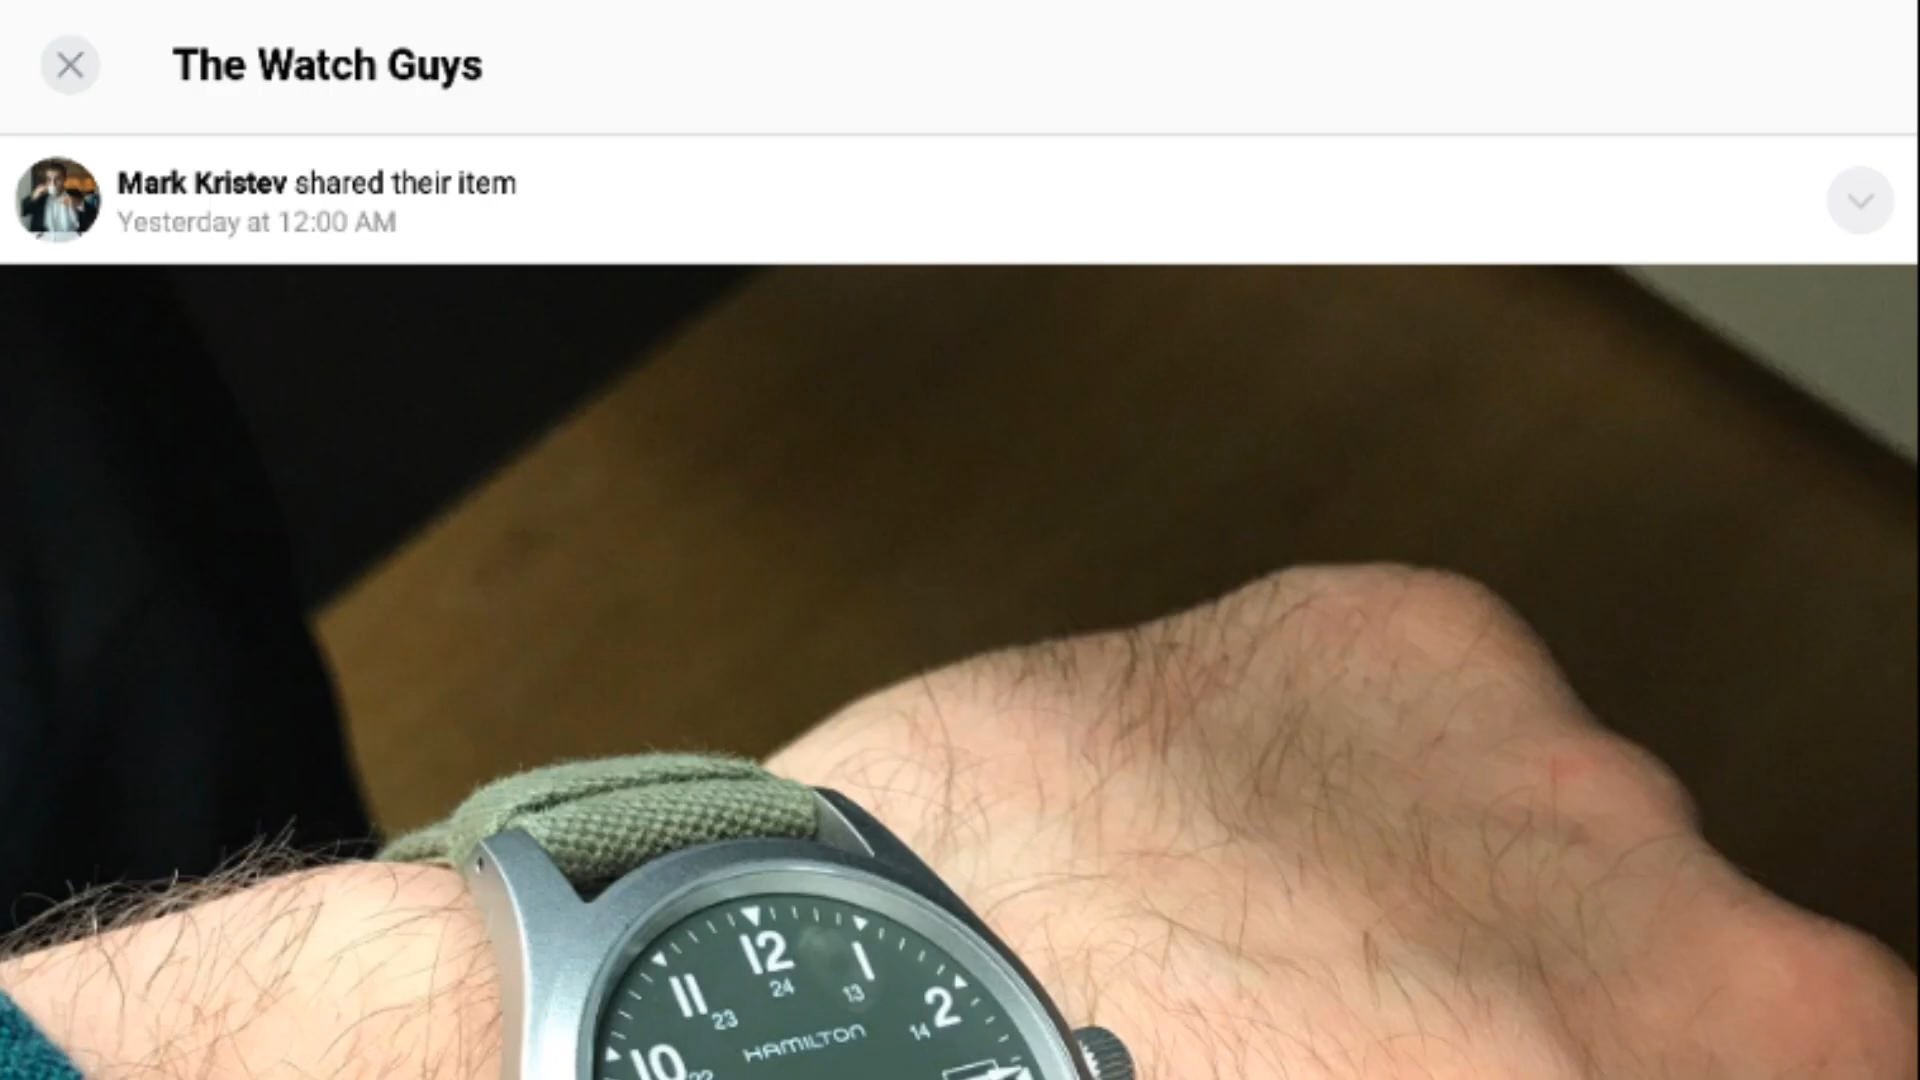 The Watch Guys
Mark Kristev shared their item
Yesterday at 12:00 AM
12
1
11
24
13
2
23
14
HAMILTON
10
22